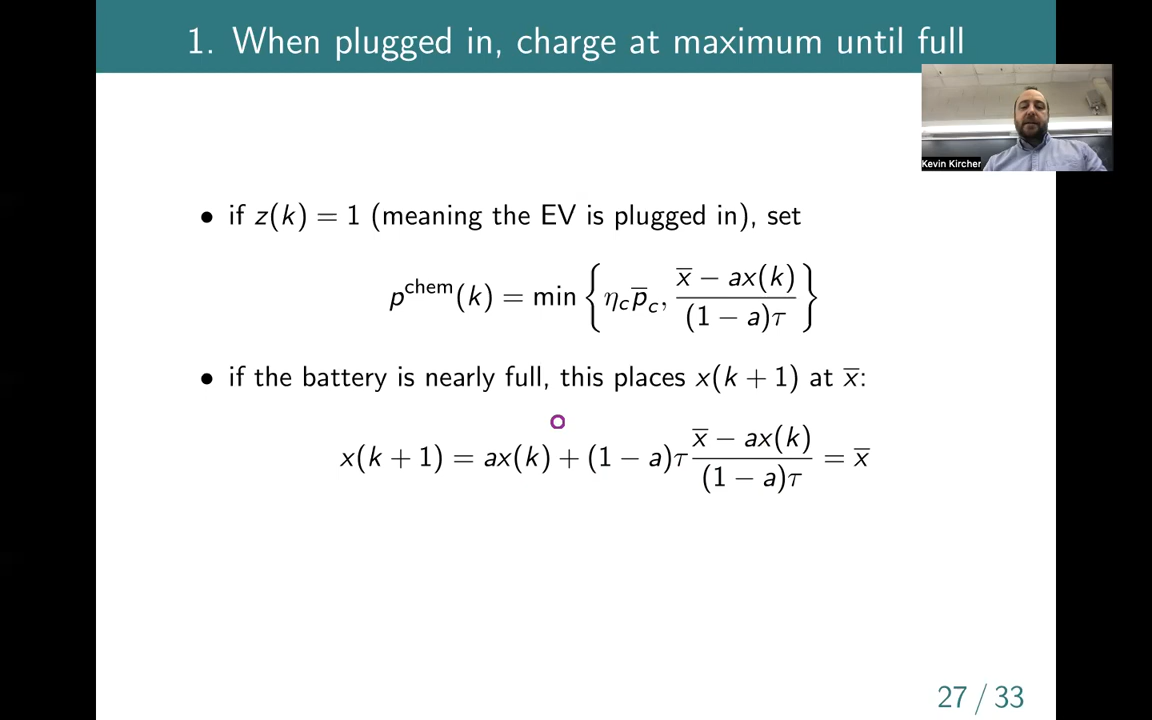 1. When plugged in, charge at maximum until full
Kevin Kircher
• if z(k) = 1 (meaning the EV is plugged in), set
p^chem(k) = min { η_c p̅_c, (x̅ − ax(k)) / ((1 − a)τ) }
• if the battery is nearly full, this places x(k + 1) at x̅:
x(k + 1) = ax(k) + (1 − a)τ (x̅ − ax(k)) / ((1 − a)τ) = x̅
27 / 33